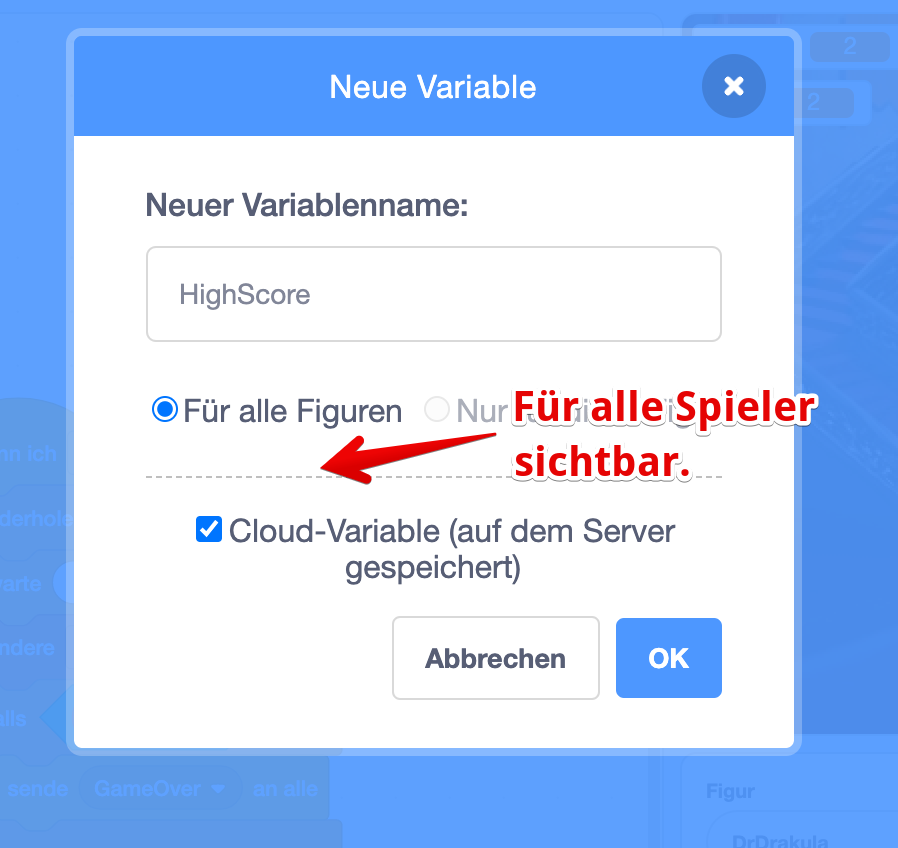 2
Neue Variable
2
Neuer Variablenname:
HighScore
Für alle Figuren
Nur
Für alle Spieler
sichtbar.
nn ich
derhole
arte
Cloud-Variable (auf dem Server
gespeichert)
ndere
Abbrechen
OK
alls
sende GameOver an alle
Figur
DrDrakula